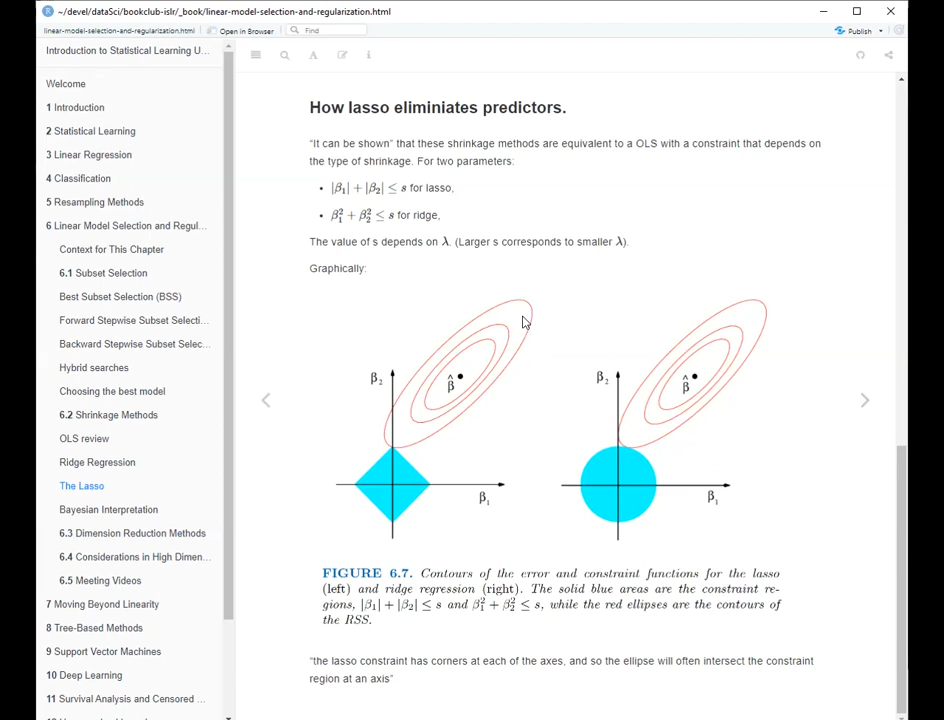 ~/devel/dataSci/bookclub-islr/_book/linear-model-selection-and-regularization.html
linear-model-selection-and-regularization.html
Open in Browser
Find
Publish
Introduction to Statistical Learning U...
Welcome
1 Introduction
2 Statistical Learning
3 Linear Regression
4 Classification
5 Resampling Methods
6 Linear Model Selection and Regul...
Context for This Chapter
6.1 Subset Selection
Best Subset Selection (BSS)
Forward Stepwise Subset Selecti...
Backward Stepwise Subset Selec...
Hybrid searches
Choosing the best model
6.2 Shrinkage Methods
OLS review
Ridge Regression
The Lasso
Bayesian Interpretation
6.3 Dimension Reduction Methods
6.4 Considerations in High Dimen...
6.5 Meeting Videos
7 Moving Beyond Linearity
8 Tree-Based Methods
9 Support Vector Machines
10 Deep Learning
11 Survival Analysis and Censored ...
How lasso eliminiates predictors.
“It can be shown” that these shrinkage methods are equivalent to a OLS with a constraint that depends on
the type of shrinkage. For two parameters:
• |β₁| + |β₂| ≤ s for lasso,
• β₁² + β₂² ≤ s for ridge,
The value of s depends on λ. (Larger s corresponds to smaller λ).
Graphically:
β₂
β̂
β₁
β₂
β̂
β₁
FIGURE 6.7. Contours of the error and constraint functions for the lasso
(left) and ridge regression (right). The solid blue areas are the constraint re-
gions, |β₁| + |β₂| ≤ s and β₁² + β₂² ≤ s, while the red ellipses are the contours of
the RSS.
“the lasso constraint has corners at each of the axes, and so the ellipse will often intersect the constraint
region at an axis”